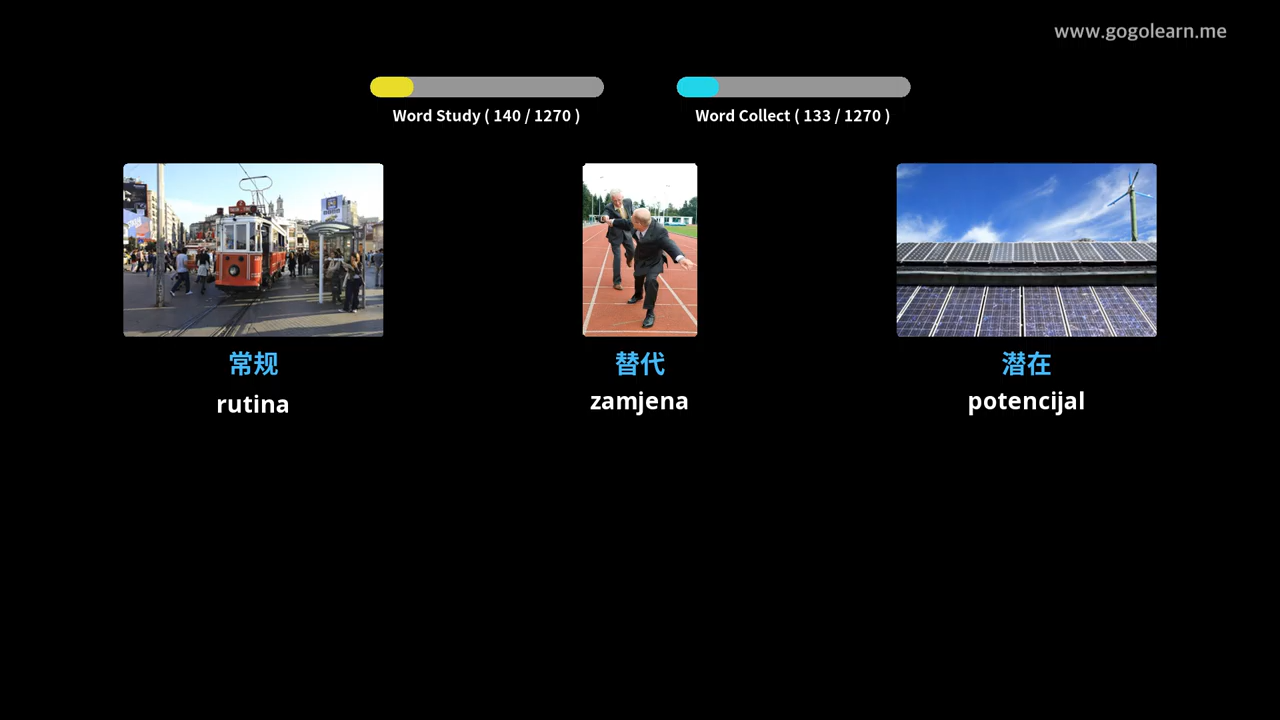 www.gogolearn.me
Word Study ( 140 / 1270 )
Word Collect ( 133 / 1270 )
常规
替代
潜在
rutina
zamjena
potencijal